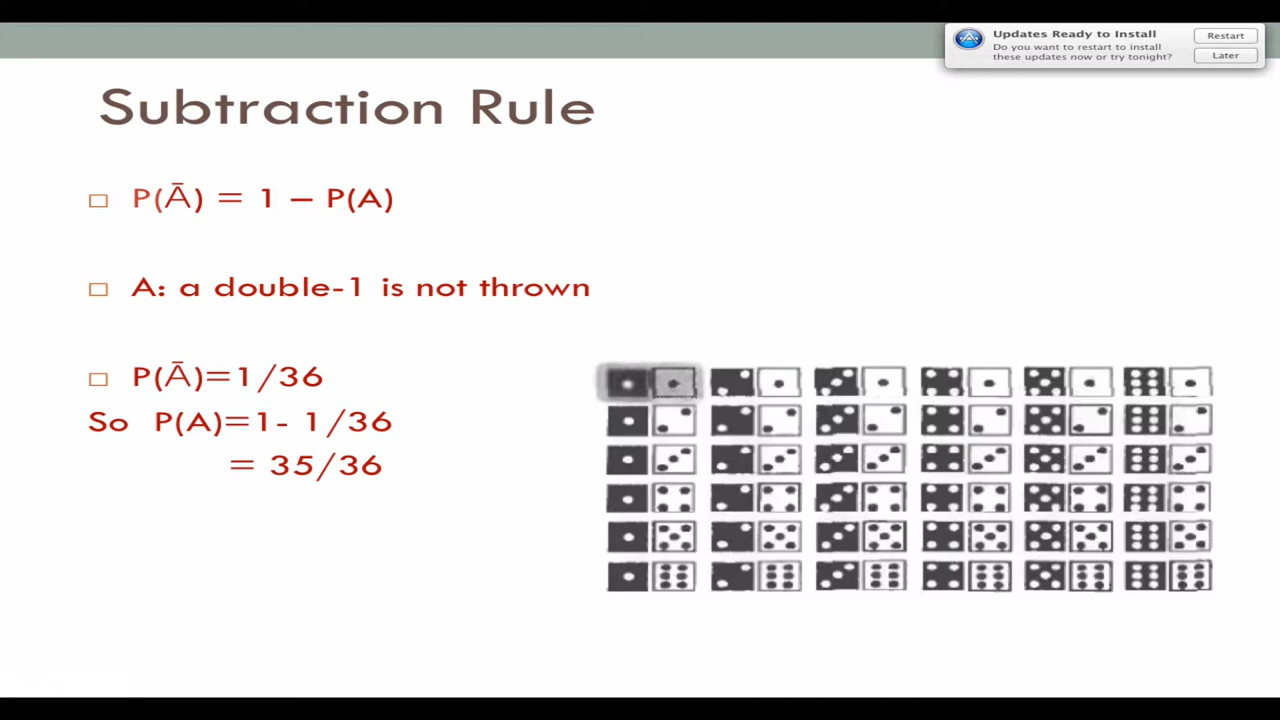 Updates Ready to Install
Restart
Do you want to restart to install
these updates now or try tonight?
Later
Subtraction Rule
P(Ā) = 1 – P(A)
A: a double-1 is not thrown
P(Ā)=1/36
So P(A)=1- 1/36
= 35/36